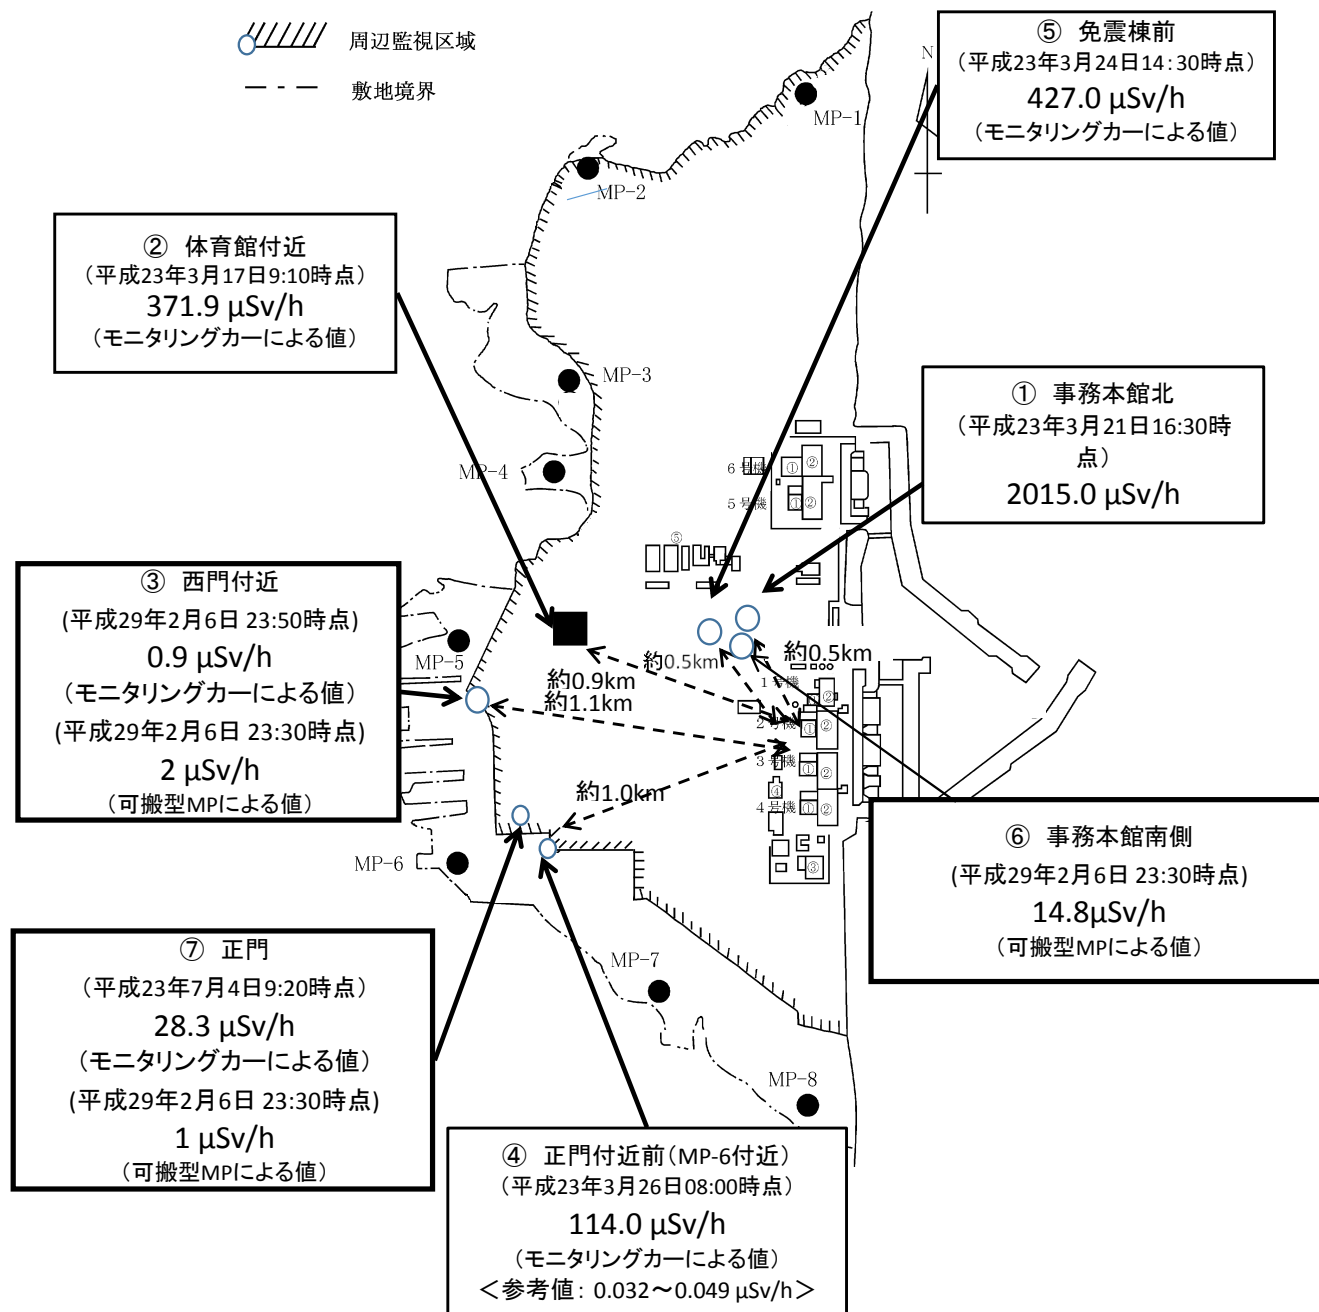 周辺監視区域
敷地境界
⑤ 免震棟前
(平成23年3月24日14:30時点)
427.0 μSv/h
(モニタリングカーによる値)
N
MP-1
MP-2
② 体育館付近
(平成23年3月17日9:10時点)
371.9 μSv/h
(モニタリングカーによる値)
MP-3
① 事務本館北
(平成23年3月21日16:30時
点)
2015.0 μSv/h
MP-4
6号機
①
②
5号機
①
②
⑤
③ 西門付近
(平成29年2月6日 23:50時点)
0.9 μSv/h
(モニタリングカーによる値)
(平成29年2月6日 23:30時点)
2 μSv/h
(可搬型MPによる値)
MP-5
約0.5km
約0.5km
約0.9km
約1.1km
1号機
②
2号機
①
②
3号機
①
②
約1.0km
④
4号機
①
②
③
MP-6
⑥ 事務本館南側
(平成29年2月6日 23:30時点)
14.8μSv/h
(可搬型MPによる値)
⑦ 正門
(平成23年7月4日9:20時点)
28.3 μSv/h
(モニタリングカーによる値)
(平成29年2月6日 23:30時点)
1 μSv/h
(可搬型MPによる値)
MP-7
MP-8
④ 正門付近前(MP-6付近)
(平成23年3月26日08:00時点)
114.0 μSv/h
(モニタリングカーによる値)
<参考値: 0.032～0.049 μSv/h>